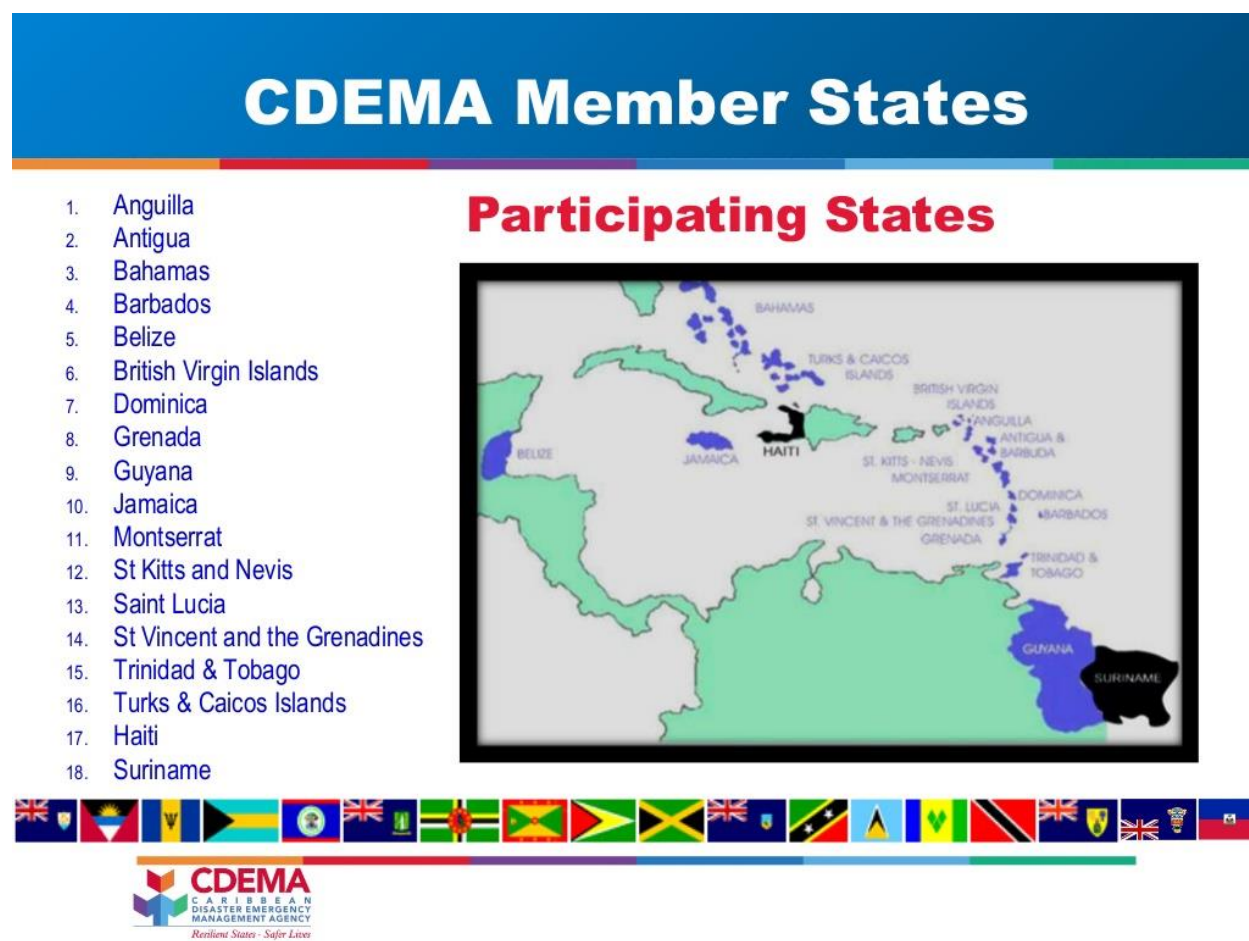 CDEMA Member States
1. Anguilla
2. Antigua
3. Bahamas
4. Barbados
5. Belize
6. British Virgin Islands
7. Dominica
8. Grenada
9. Guyana
10. Jamaica
11. Montserrat
12. St Kitts and Nevis
13. Saint Lucia
14. St Vincent and the Grenadines
15. Trinidad & Tobago
16. Turks & Caicos Islands
17. Haiti
18. Suriname
Participating States
BAHAMAS
TURKS & CAICOS
ISLANDS
BRITISH VIRGIN
ISLANDS
ANGUILLA
ANTIGUA &
BARBUDA
BELIZE
JAMAICA
HAITI
ST. KITTS - NEVIS
MONTSERRAT
DOMINICA
ST. LUCIA
BARBADOS
ST. VINCENT & THE GRENADINES
GRENADA
TRINIDAD &
TOBAGO
GUYANA
SURINAME
CDEMA
CARIBBEAN
DISASTER EMERGENCY
MANAGEMENT AGENCY
Resilient States - Safer Lives